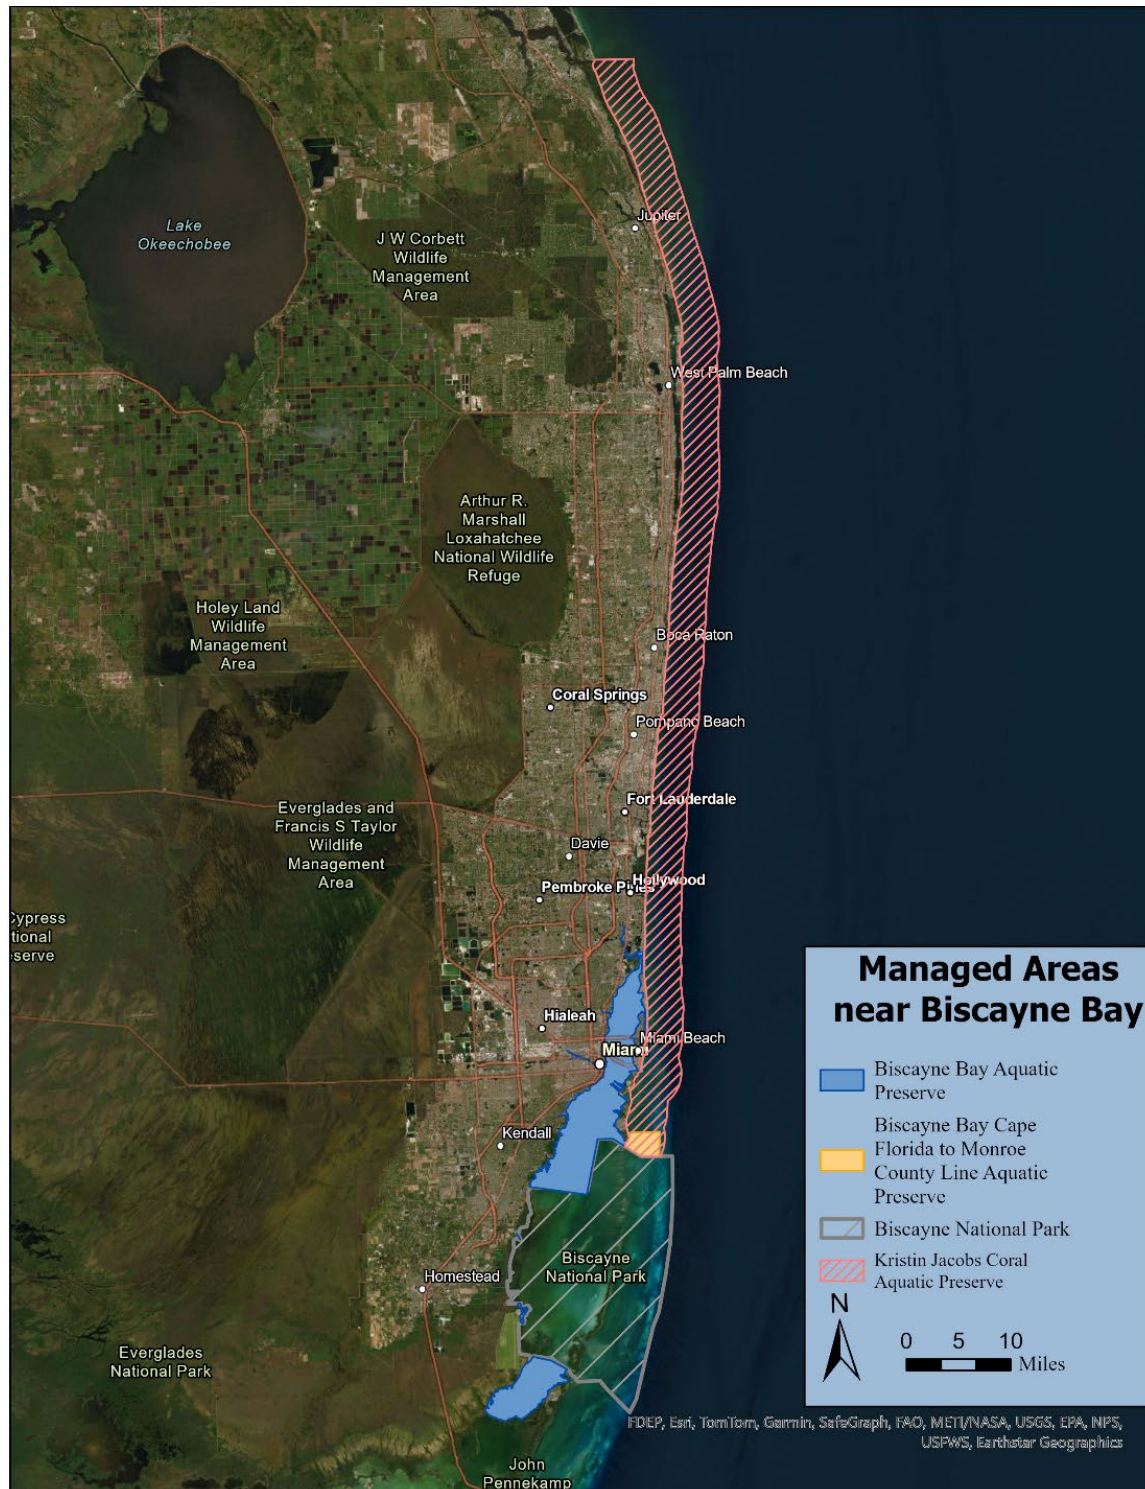 Lake
Okeechobee
J W Corbett
Wildlife
Management
Area
Jupiter
West Palm Beach
Arthur R.
Marshall
Loxahatchee
National Wildlife
Refuge
Holey Land
Wildlife
Management
Area
Boca Raton
Coral Springs
Pompano Beach
Everglades and
Francis S Taylor
Wildlife
Management
Area
Fort Lauderdale
Davie
Pembroke Pines
Hollywood
Cypress
tional
eserve
Hialeah
Miami Beach
Miami
Kendall
Biscayne
National Park
Homestead
Everglades
National Park
John
Pennekamp
Managed Areas
near Biscayne Bay
Biscayne Bay Aquatic
Preserve
Biscayne Bay Cape
Florida to Monroe
County Line Aquatic
Preserve
Biscayne National Park
Kristin Jacobs Coral
Aquatic Preserve
N
0 5 10
Miles
FDEP, Esri, TomTom, Garmin, SafeGraph, FAO, METI/NASA, USGS, EPA, NPS,
USFWS, Earthstar Geographics